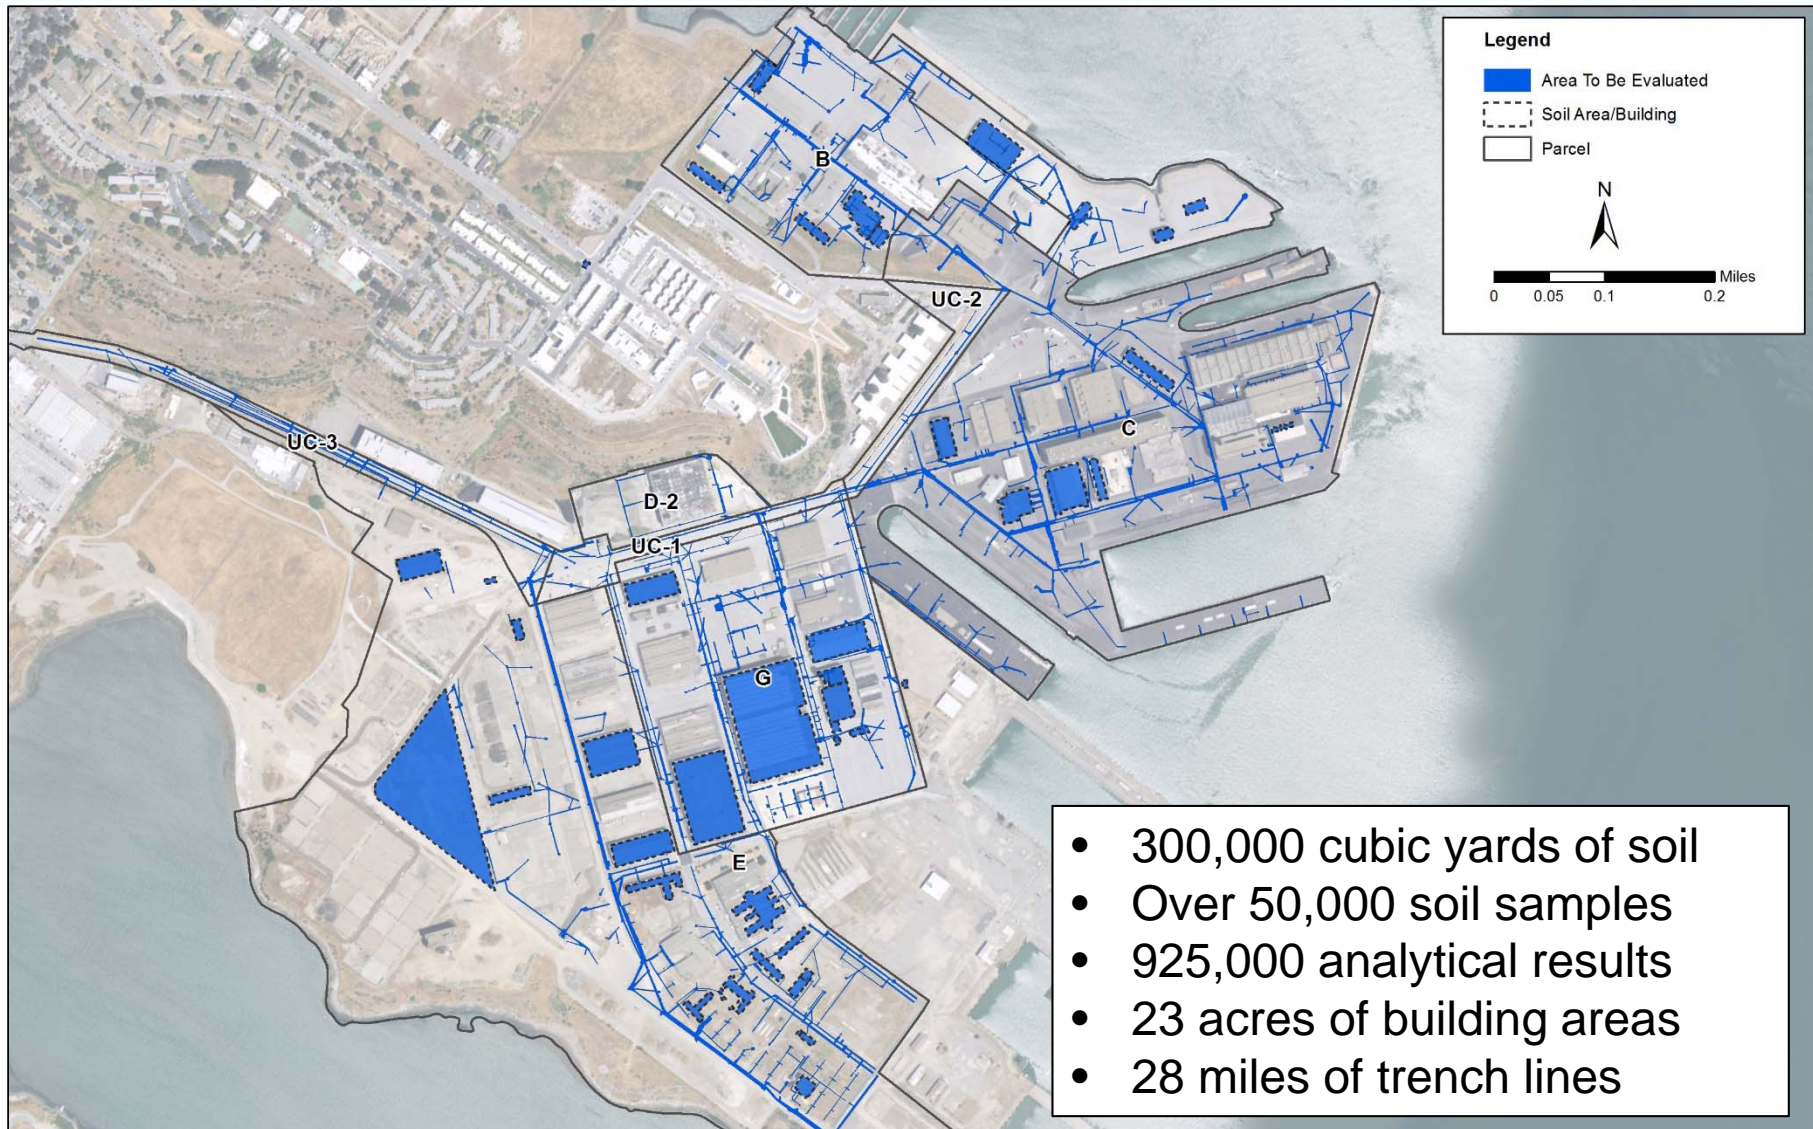 Legend
Area To Be Evaluated
Soil Area/Building
Parcel
N
Miles
0 0.05 0.1 0.2
B
UC-2
C
UC-3
D-2
UC-1
G
E
• 300,000 cubic yards of soil
• Over 50,000 soil samples
• 925,000 analytical results
• 23 acres of building areas
• 28 miles of trench lines